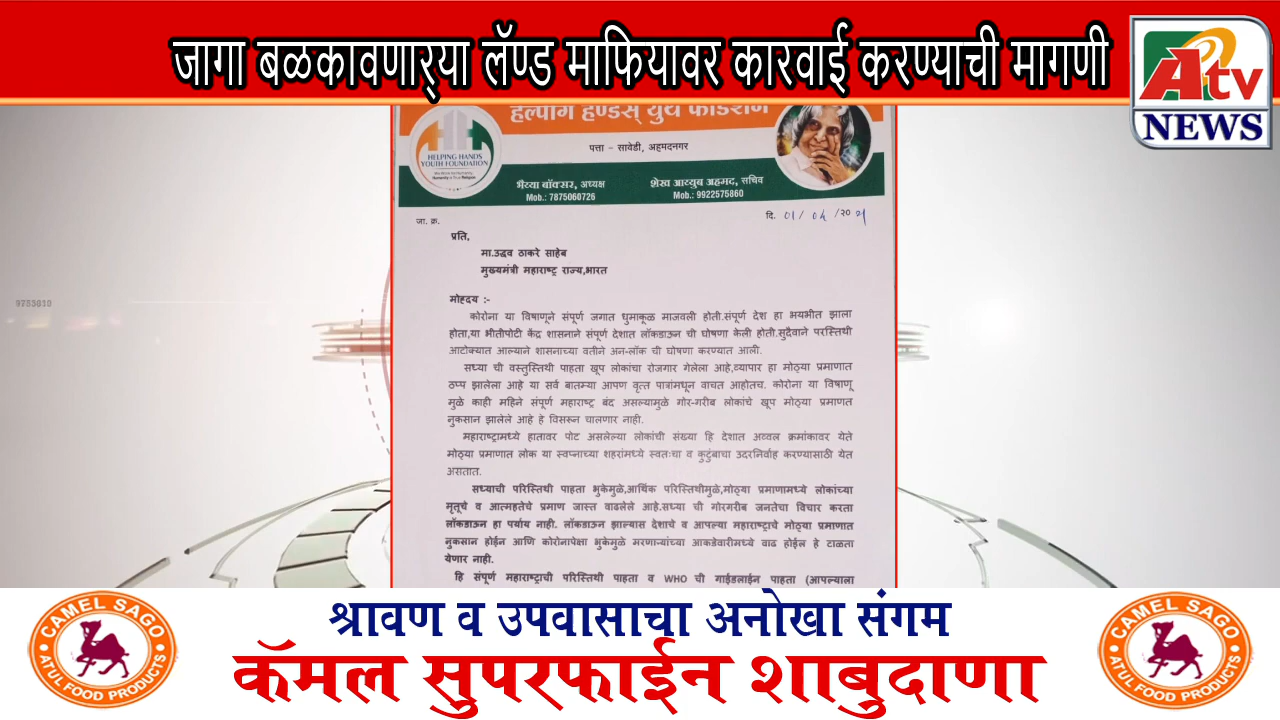 जागा बळकावणाऱ्या लॅण्ड माफियावर कारवाई करण्याची मागणी
Atv
NEWS
हेल्पींग हॅण्डस् युथ फौंडेशन
HELPING HANDS
YOUTH FOUNDATION
पत्ता - सावेडी, अहमदनगर
भैय्या बॉक्सर, अध्यक्ष
Mob.: 7875060726
शेख आय्युब अहमद, सचिव
Mob.: 9922575860
जा. क्र.
दि. 01/04/2021
प्रति,
मा.उद्धव ठाकरे साहेब
मुख्यमंत्री महाराष्ट्र राज्य,भारत
मोहदय :-
कोरोना या विषाणूने संपूर्ण जगात धुमाकूळ माजवली होती.संपूर्ण देश हा भयभीत झाला
होता,या भीतीपोटी केंद्र शासनाने संपूर्ण देशात लॉकडाऊन ची घोषणा केली होती.सुदैवाने परस्तिथी
आटोक्यात आल्याने शासनाच्या वतीने अन-लॉक ची घोषणा करण्यात आली.
सध्या ची वस्तुस्तिथी पाहता खूप लोकांचा रोजगार गेलेला आहे,व्यापार हा मोठ्या प्रमाणात
ठप्प झालेला आहे या सर्व बातम्या आपण वृत्त पात्रांमधून वाचत आहोतच. कोरोना या विषाणू
मुळे काही महिने संपूर्ण महाराष्ट्र बंद असल्यामुळे गोर-गरीब लोकांचे खूप मोठ्या प्रमाणत
नुकसान झालेले आहे हे विसरून चालणार नाही.
महाराष्ट्रामध्ये हातावर पोट असलेल्या लोकांची संख्या हि देशात अव्वल क्रमांकावर येते
मोठ्या प्रमाणात लोक या स्वप्नाच्या शहरांमध्ये स्वतःचा व कुटुंबाचा उदरनिर्वाह करण्यासाठी येत
असतात.
सध्याची परिस्तिथी पाहता भुकेमुळे,आर्थिक परिस्तिथीमुळे,मोठ्या प्रमाणामध्ये लोकांच्या
मृतूचे व आत्महतेचे प्रमाण जास्त वाढलेले आहे.सध्या ची गोरगरीब जनतेचा विचार करता
लॉकडाऊन हा पर्याय नाही. लॉकडाऊन झाल्यास देशाचे व आपल्या महाराष्ट्राचे मोठ्या प्रमाणात
नुकसान होईन आणि कोरोनापेक्षा भुकेमुळे मरणाऱ्यांच्या आकडेवारीमध्ये वाढ होईल हे टाळता
येणार नाही.
हि संपूर्ण महाराष्ट्राची परिस्तिथी पाहता व WHO ची गाईडलाईन पाहता (आपल्याला
9753810
श्रावण व उपवासाचा अनोखा संगम
कॅमल सुपरफाईन शाबुदाणा
CAMEL SAGO
ATUL FOOD PRODUCTS
CAMEL SAGO
ATUL FOOD PRODUCTS